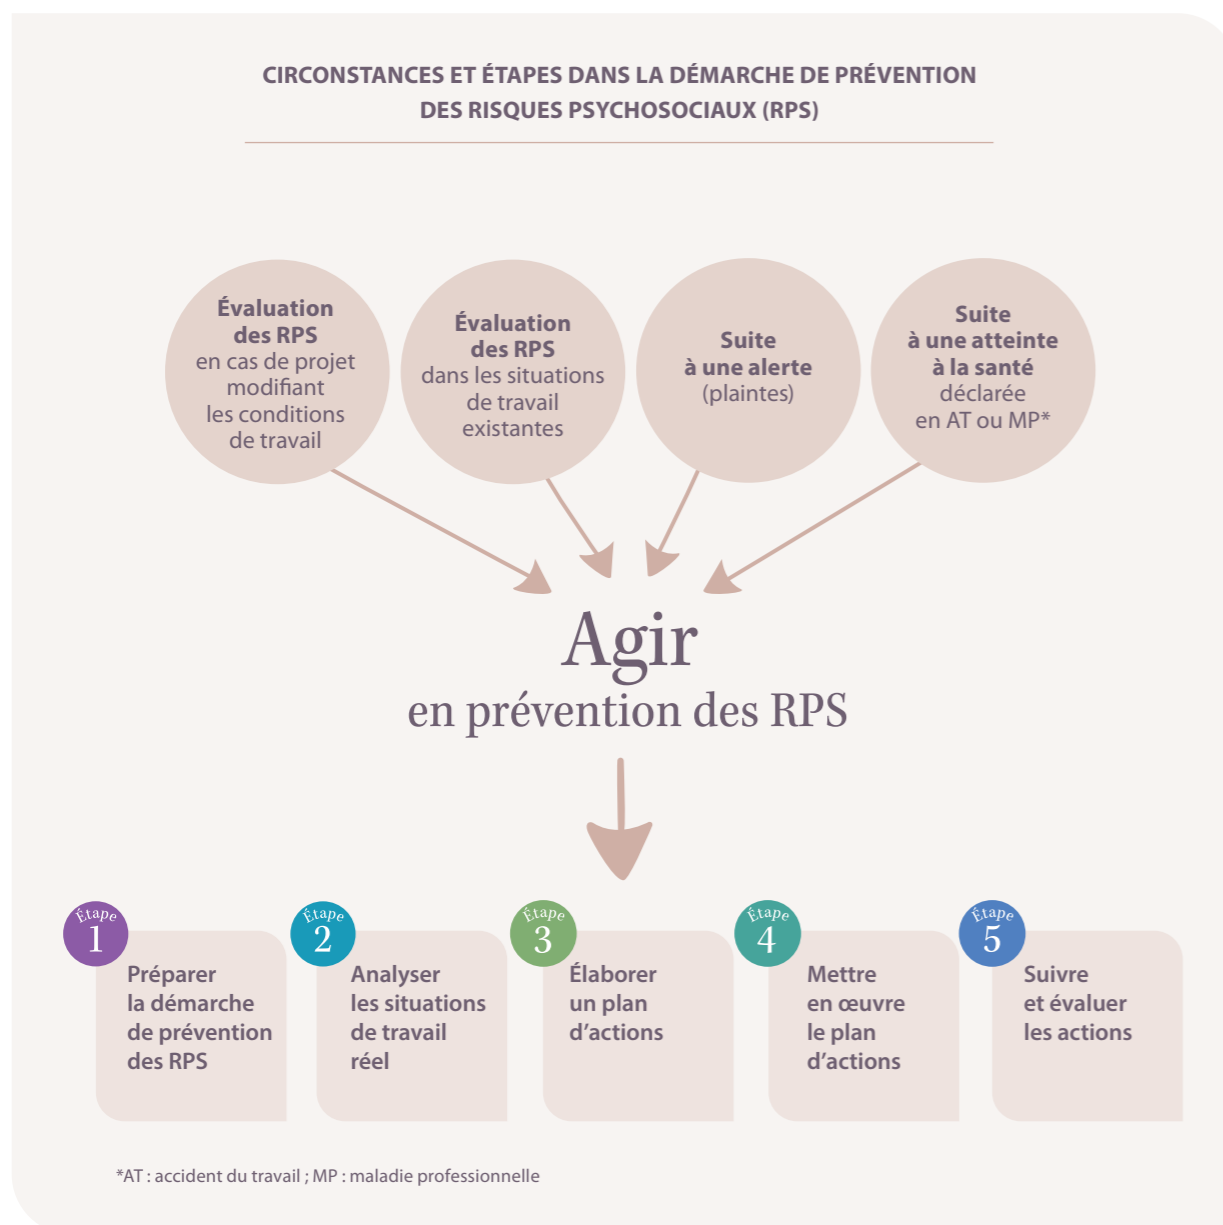 CIRCONSTANCES ET ÉTAPES DANS LA DÉMARCHE DE PRÉVENTION
DES RISQUES PSYCHOSOCIAUX (RPS)
Évaluation
des RPS
en cas de projet
modifiant
les conditions
de travail
Évaluation
des RPS
dans les situations
de travail
existantes
Suite
à une alerte
(plaintes)
Suite
à une atteinte
à la santé
déclarée
en AT ou MP*
Agir
en prévention des RPS
Étape
1
Préparer
la démarche
de prévention
des RPS
Étape
2
Analyser
les situations
de travail
réel
Étape
3
Élaborer
un plan
d’actions
Étape
4
Mettre
en œuvre
le plan
d’actions
Étape
5
Suivre
et évaluer
les actions
*AT : accident du travail ; MP : maladie professionnelle